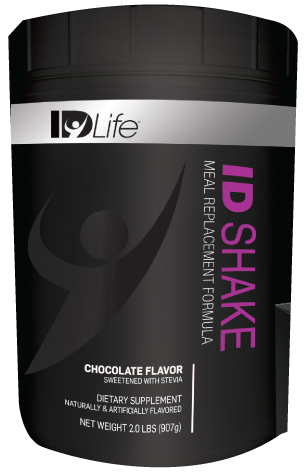 IDLife
ID SHAKE
MEAL REPLACEMENT FORMULA
CHOCOLATE FLAVOR
SWEETENED WITH STEVIA
DIETARY SUPPLEMENT
NATURALLY & ARTIFICIALLY FLAVORED
NET WEIGHT 2.0 LBS (907g)